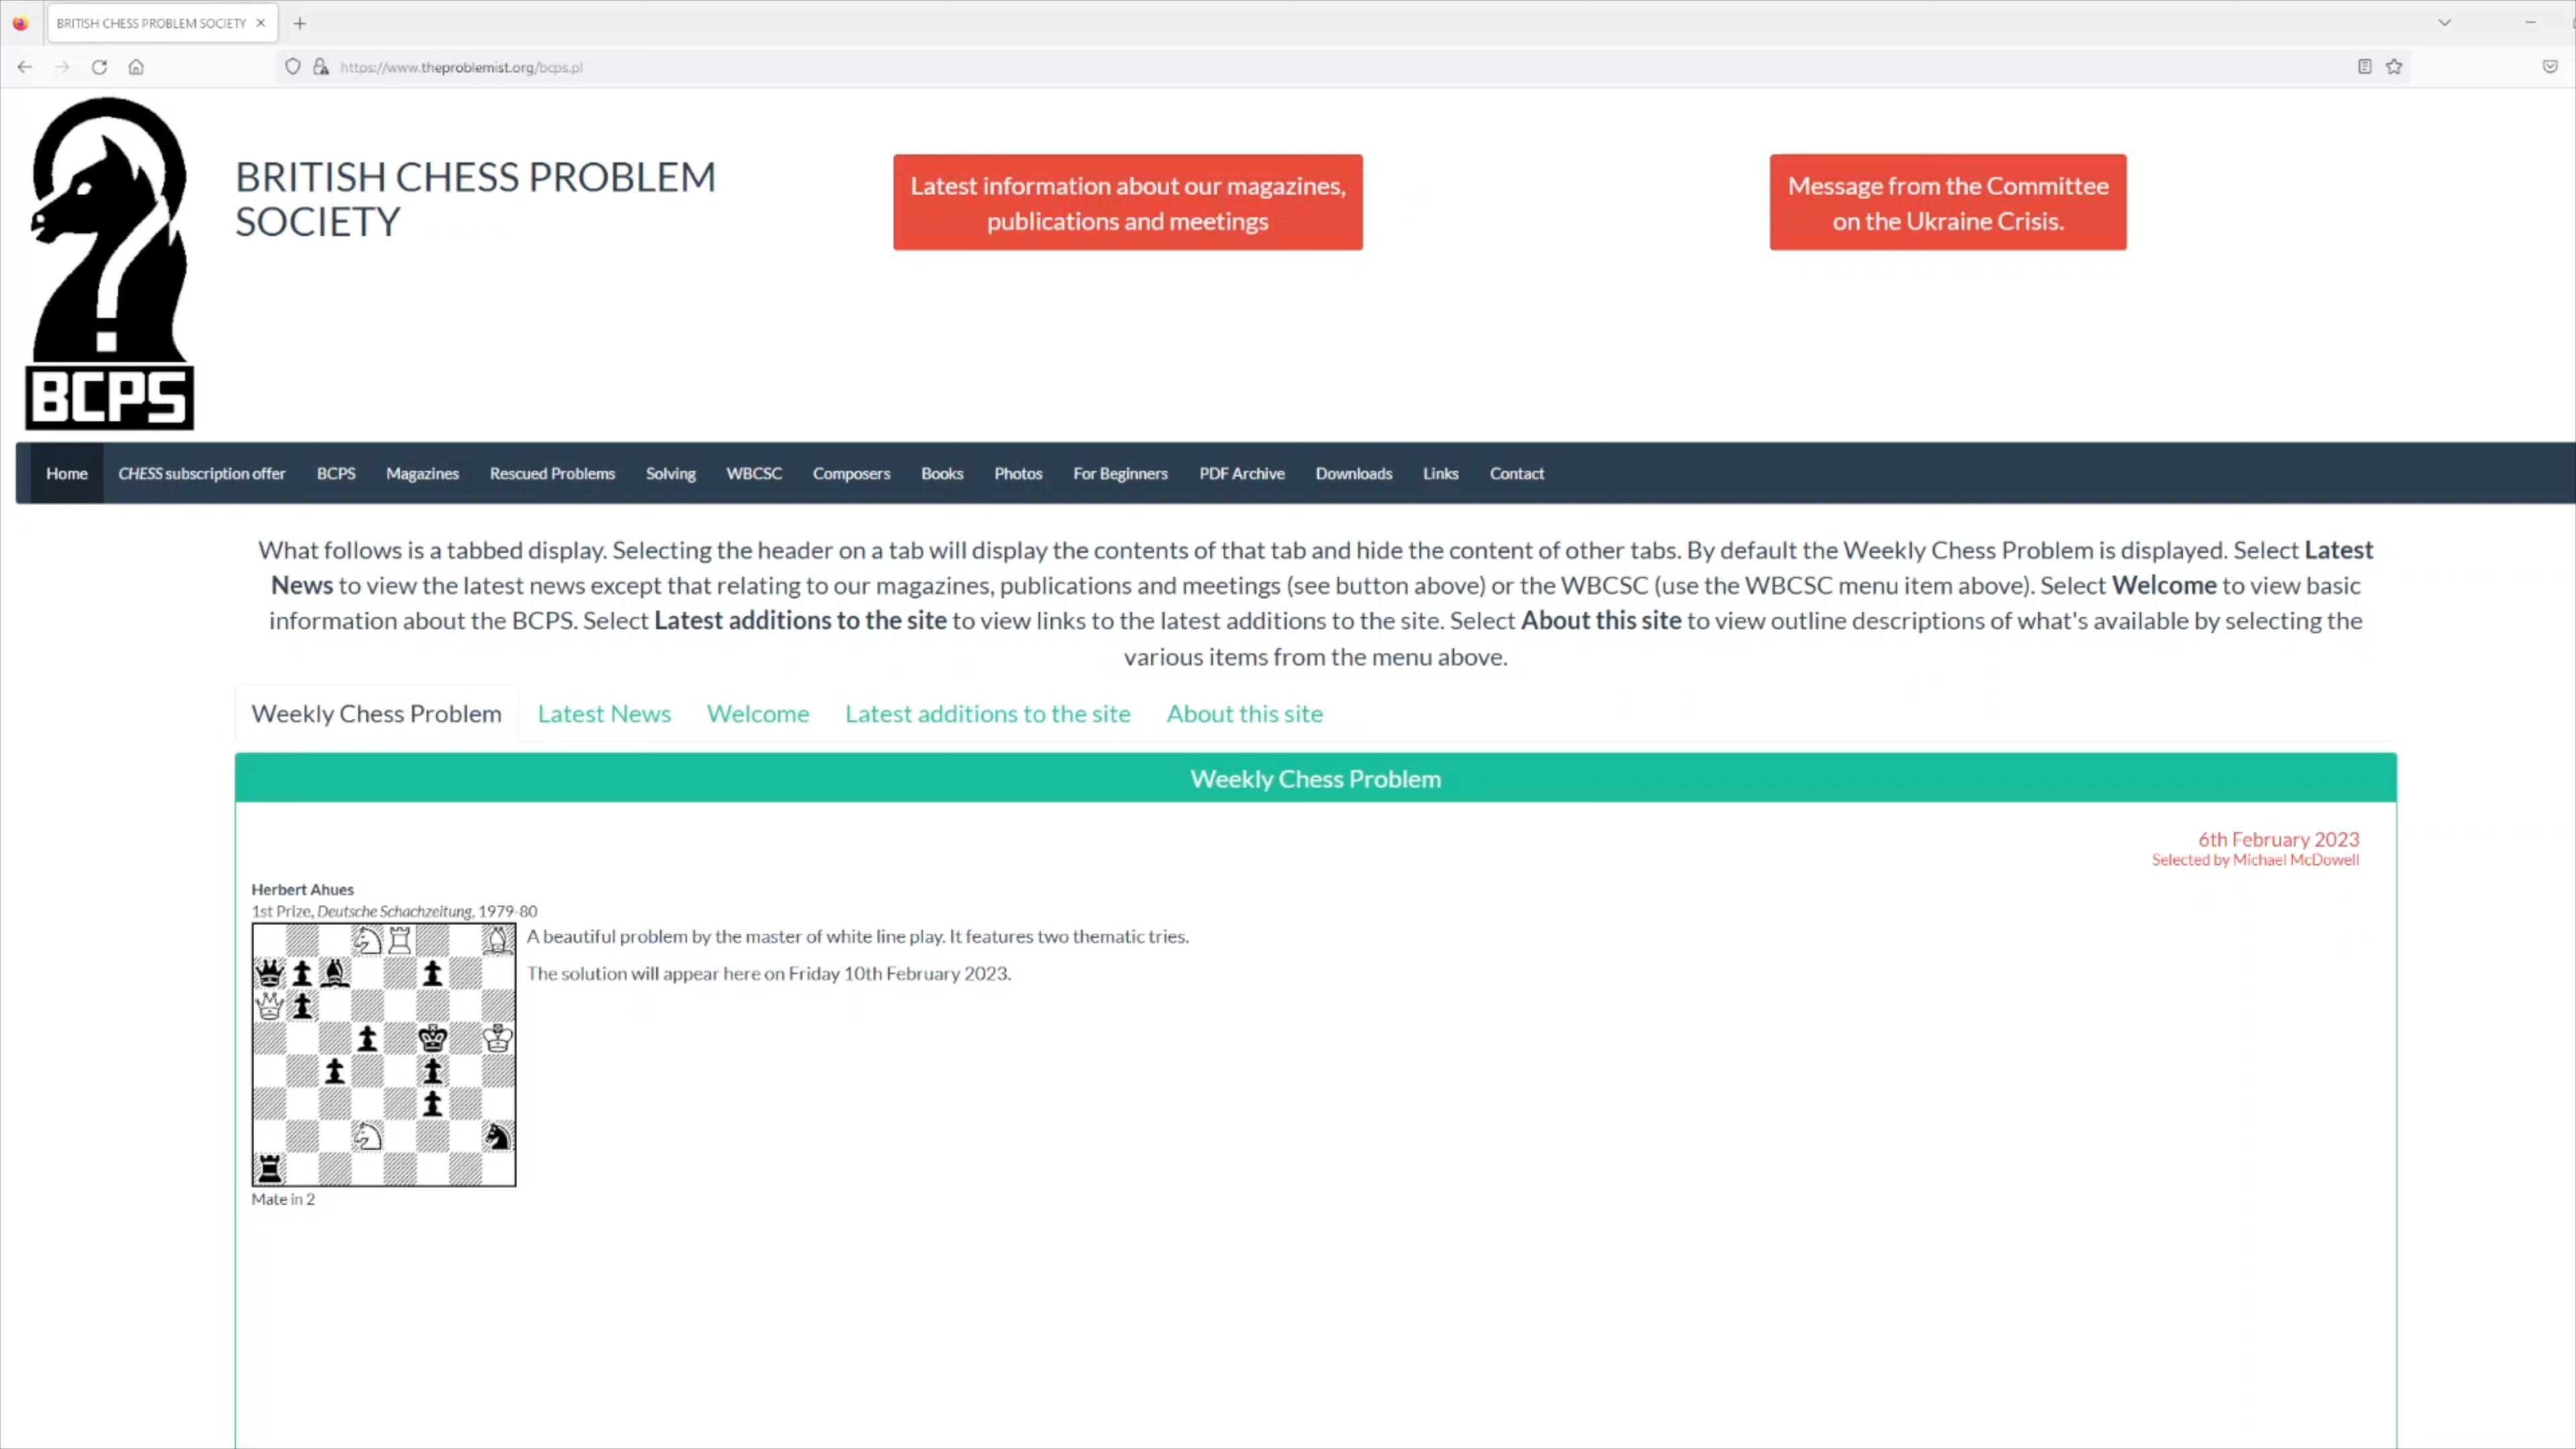 BRITISH CHESS PROBLEM SOCIETY
https://www.theproblemist.org/bcps.pl
BCPS
BRITISH CHESS PROBLEM
SOCIETY
Latest information about our magazines,
publications and meetings
Message from the Committee
on the Ukraine Crisis.
Home CHESS subscription offer BCPS Magazines Rescued Problems Solving WBCSC Composers Books Photos For Beginners PDF Archive Downloads Links Contact
What follows is a tabbed display. Selecting the header on a tab will display the contents of that tab and hide the content of other tabs. By default the Weekly Chess Problem is displayed. Select Latest
News to view the latest news except that relating to our magazines, publications and meetings (see button above) or the WBCSC (use the WBCSC menu item above). Select Welcome to view basic
information about the BCPS. Select Latest additions to the site to view links to the latest additions to the site. Select About this site to view outline descriptions of what's available by selecting the
various items from the menu above.
Weekly Chess Problem Latest News Welcome Latest additions to the site About this site
Weekly Chess Problem
6th February 2023
Selected by Michael McDowell
Herbert Ahues
1st Prize, Deutsche Schachzeitung, 1979-80
A beautiful problem by the master of white line play. It features two thematic tries.
The solution will appear here on Friday 10th February 2023.
Mate in 2